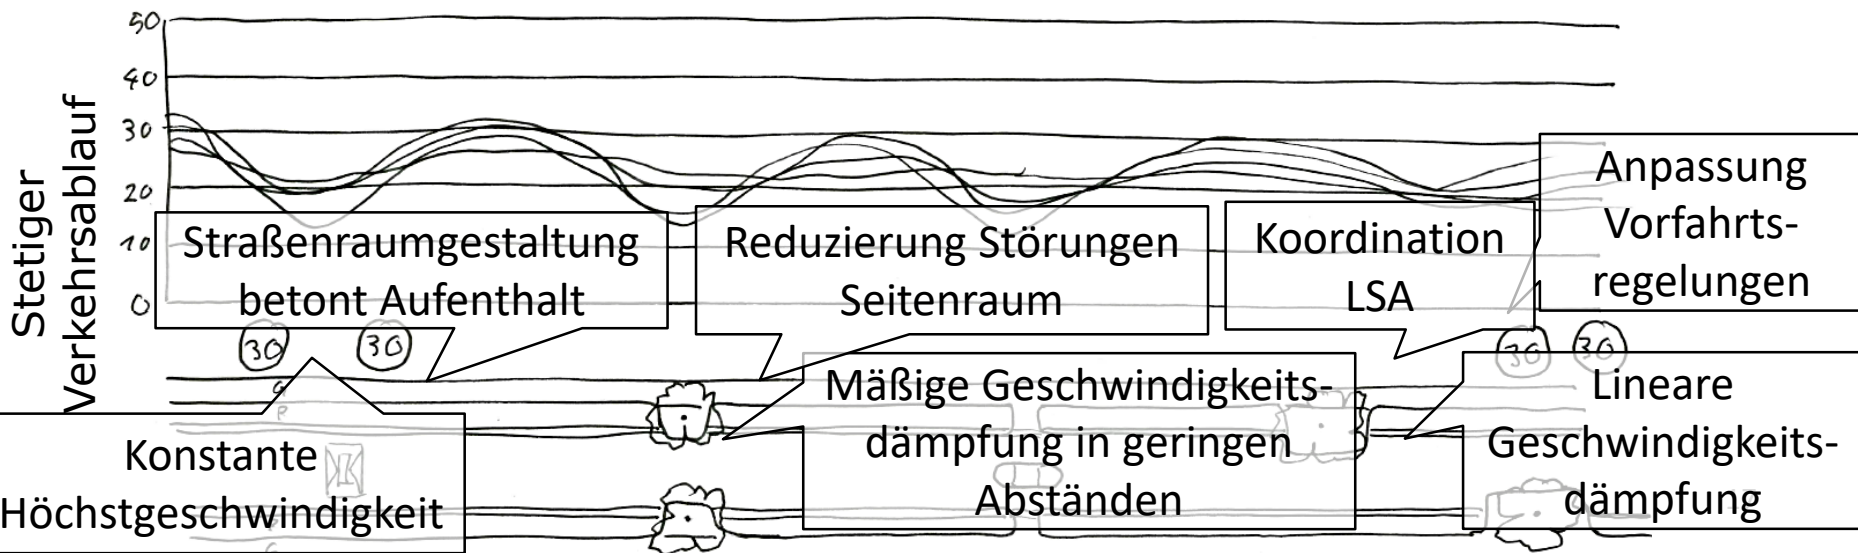 50
40
30
20
10
0
Stetiger
Verkehrsablauf
Straßenraumgestaltung
betont Aufenthalt
Reduzierung Störungen
Seitenraum
Koordination
LSA
Anpassung
Vorfahrts-
regelungen
30
30
30
30
G
P
Konstante
Höchstgeschwindigkeit
Mäßige Geschwindigkeits-
dämpfung in geringen
Abständen
Lineare
Geschwindigkeits-
dämpfung